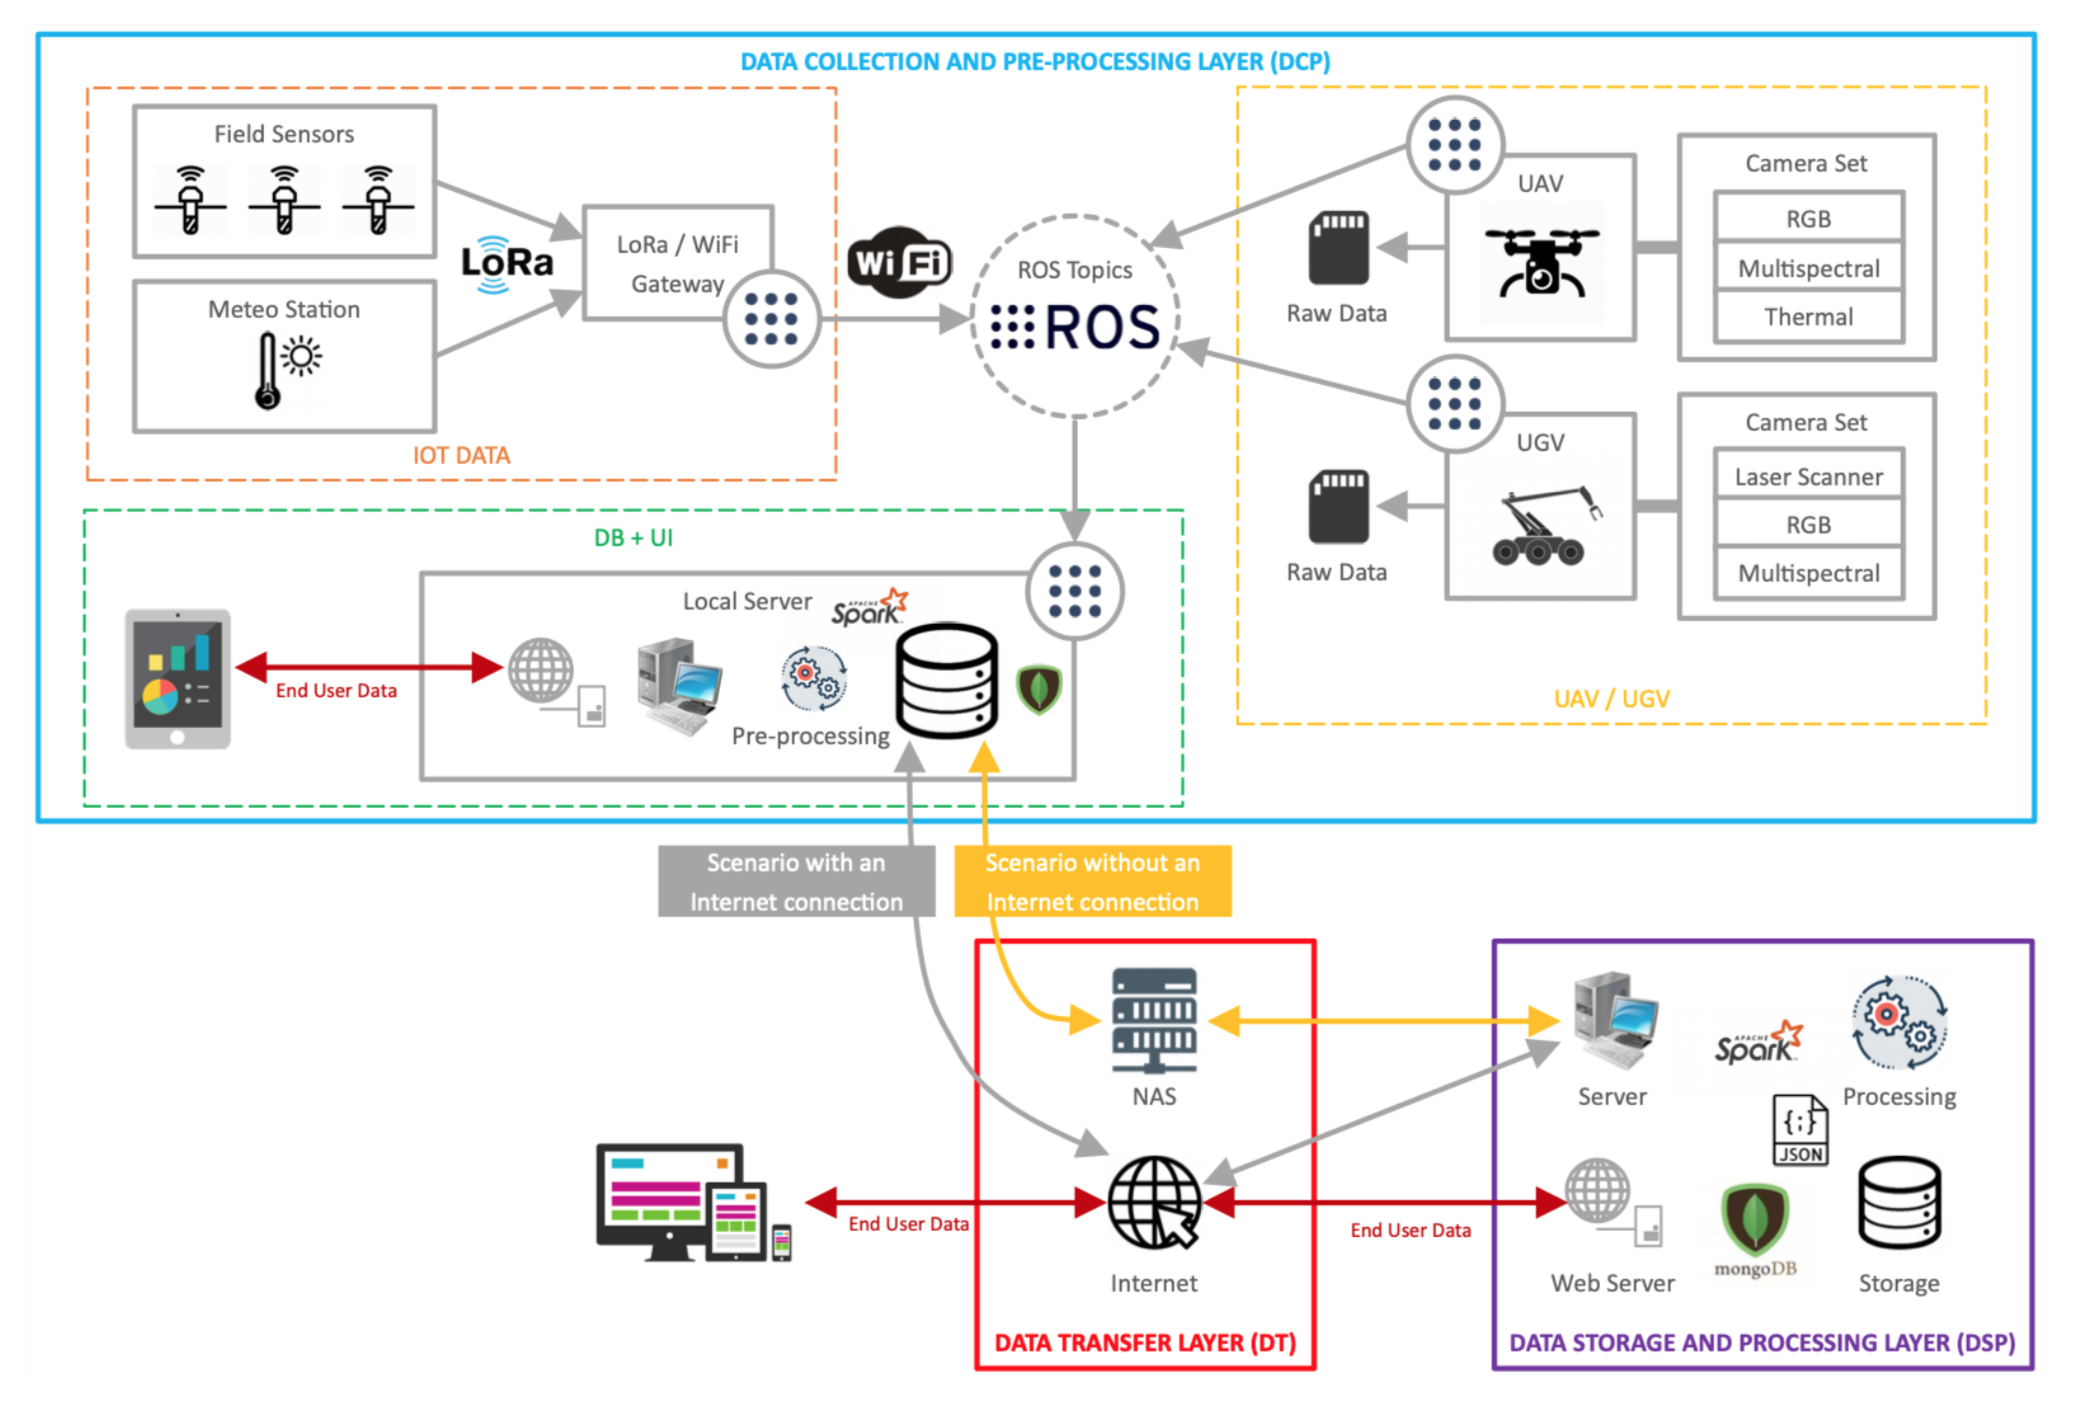 DATA COLLECTION AND PRE-PROCESSING LAYER (DCP)
Field Sensors
LoRa
Meteo Station
LoRa / WiFi
Gateway
IOT DATA
WiFi
ROS Topics
ROS
UAV
Raw Data
Camera Set
RGB
Multispectral
Thermal
UGV
Raw Data
Camera Set
Laser Scanner
RGB
Multispectral
UAV / UGV
DB + UI
Local Server
APACHE
Spark
End User Data
Pre-processing
Scenario with an
Internet connection
Scenario without an
Internet connection
NAS
Internet
End User Data
End User Data
DATA TRANSFER LAYER (DT)
Server
APACHE
Spark
Processing
{;}
JSON
Web Server
mongoDB
Storage
DATA STORAGE AND PROCESSING LAYER (DSP)